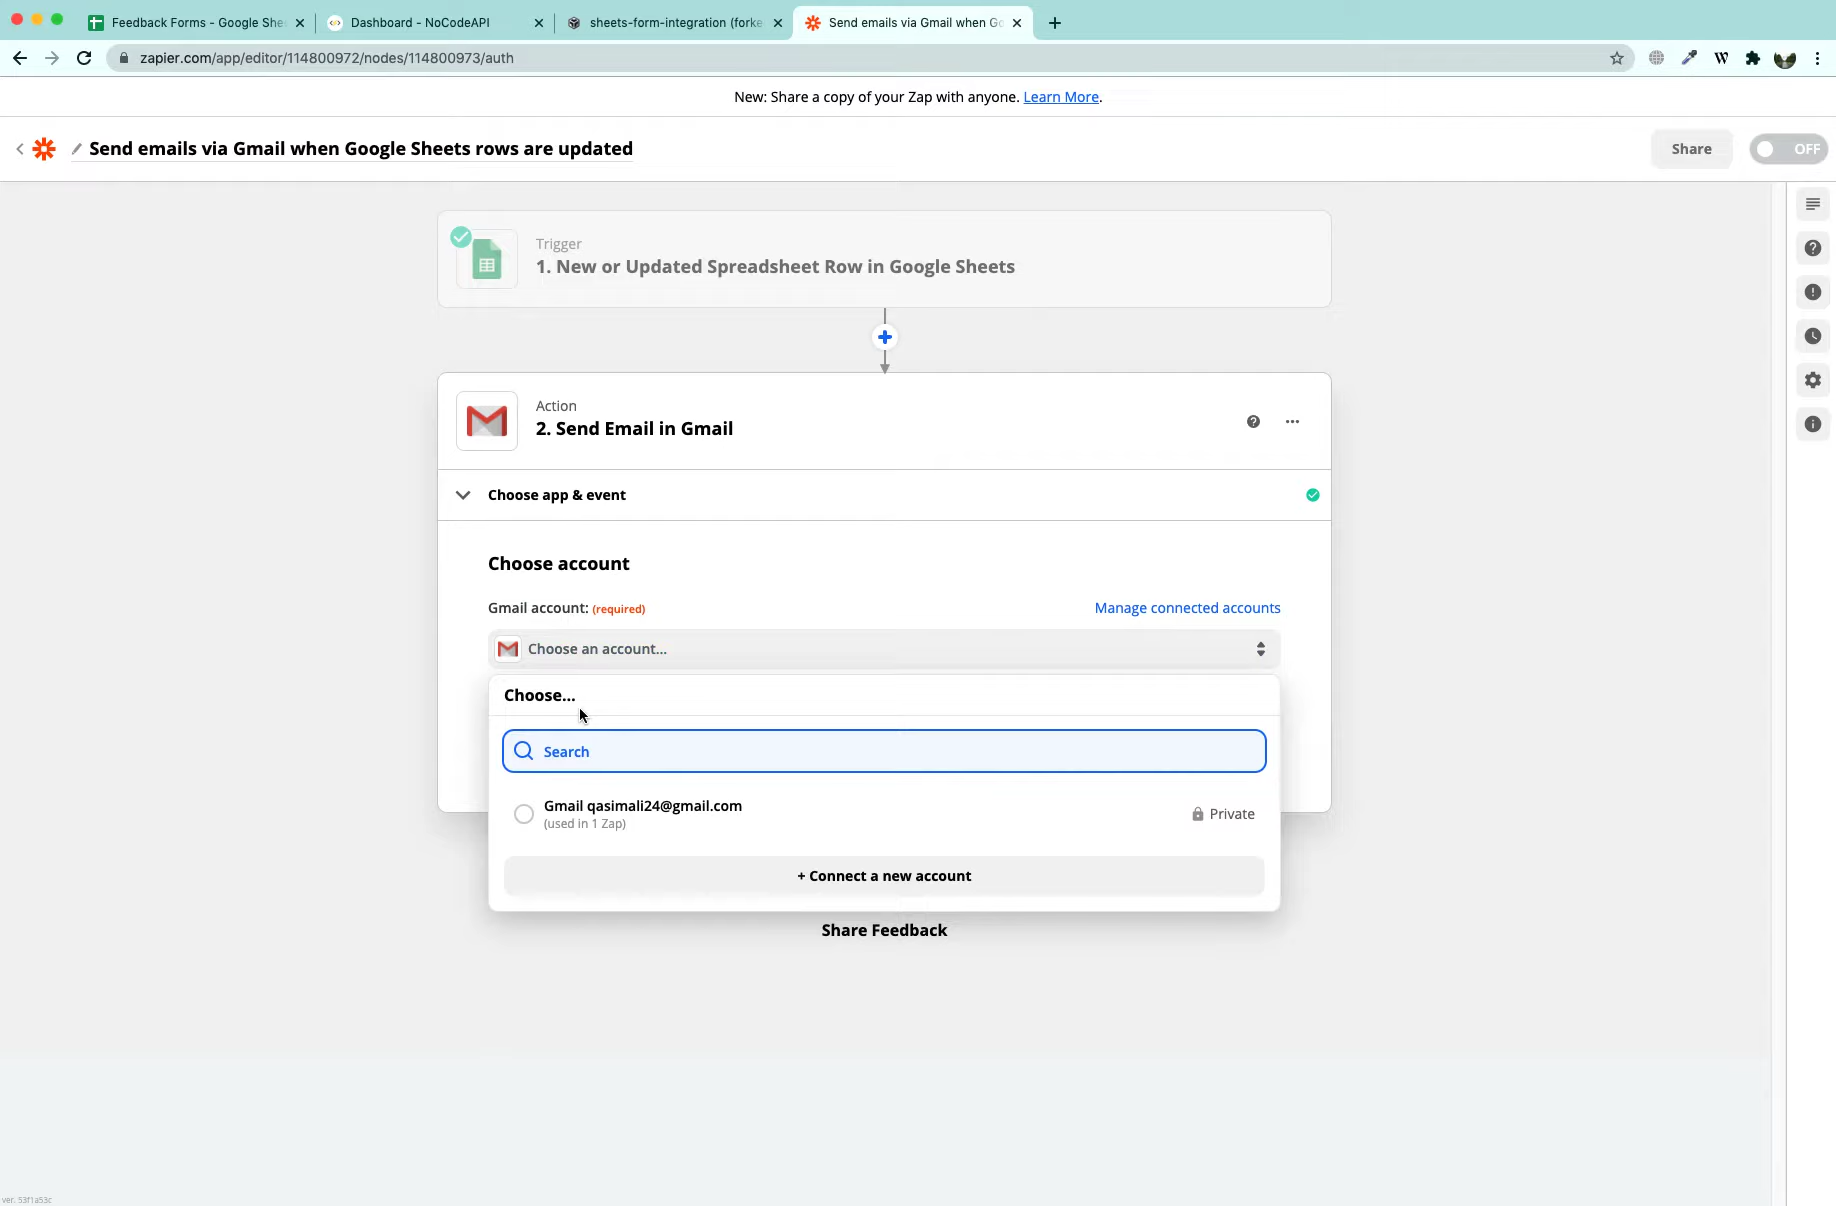 Feedback Forms - Google She
Dashboard - NoCodeAPI
sheets-form-integration (forke
Send emails via Gmail when Go
zapier.com/app/editor/114800972/nodes/114800973/auth
W
New: Share a copy of your Zap with anyone. Learn More.
Send emails via Gmail when Google Sheets rows are updated
Share
OFF
Trigger
1. New or Updated Spreadsheet Row in Google Sheets
Action
2. Send Email in Gmail
Choose app & event
Choose account
Gmail account: (required)
Manage connected accounts
Choose an account...
Choose...
Search
Gmail qasimali24@gmail.com
(used in 1 Zap)
Private
+ Connect a new account
Share Feedback
ver. 53f1a53c